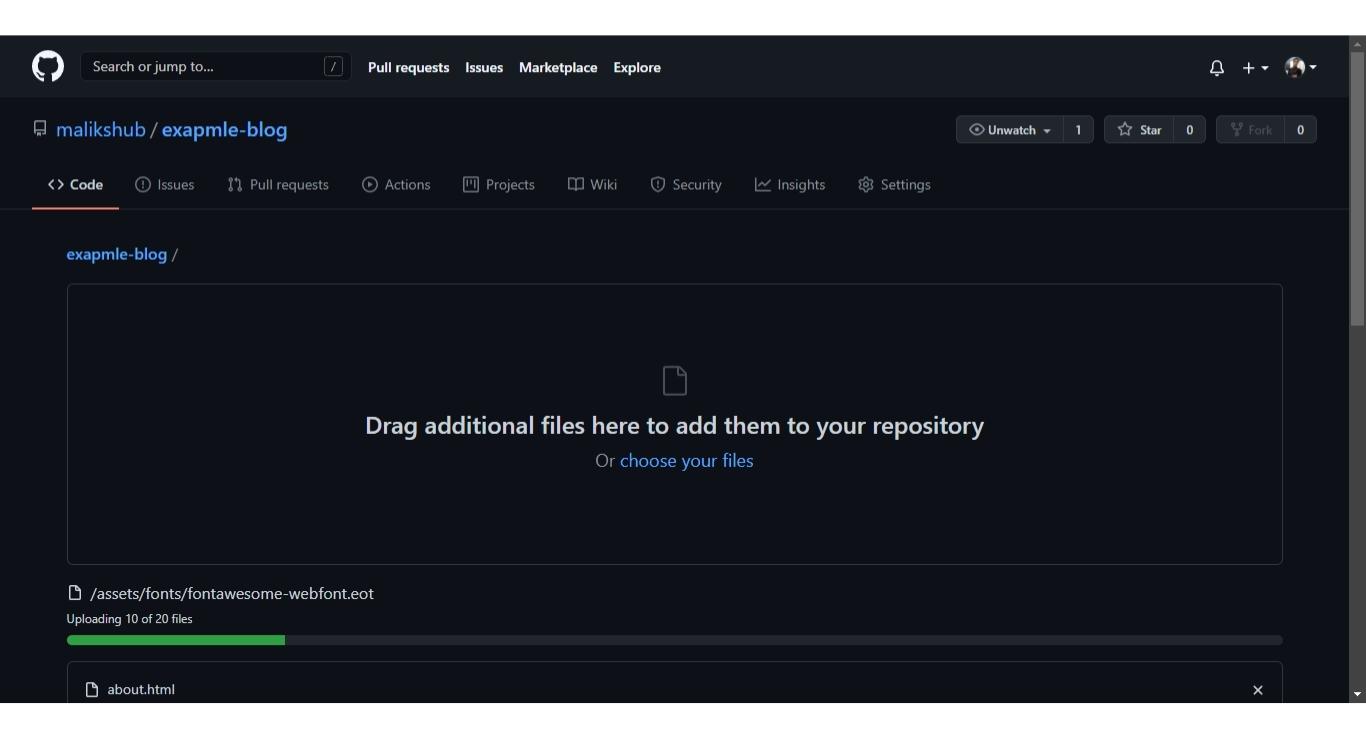 Search or jump to... / Pull requests Issues Marketplace Explore
malikshub / exapmle-blog Unwatch 1 Star 0 Fork 0
<> Code Issues Pull requests Actions Projects Wiki Security Insights Settings
exapmle-blog /
Drag additional files here to add them to your repository
Or choose your files
/assets/fonts/fontawesome-webfont.eot
Uploading 10 of 20 files
about.html